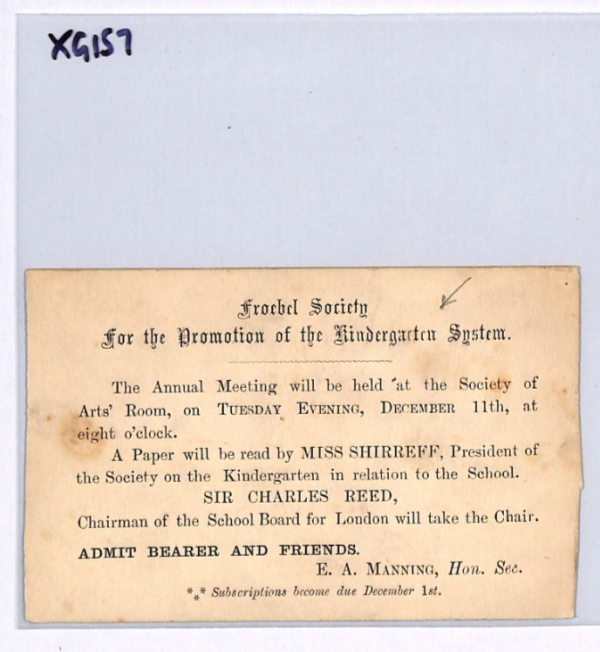 XG157
Froebel Society
For the Promotion of the Kindergarten System.
The Annual Meeting will be held at the Society of
Arts' Room, on TUESDAY EVENING, DECEMBER 11th, at
eight o'clock.
A Paper will be read by MISS SHIRREFF, President of
the Society on the Kindergarten in relation to the School.
SIR CHARLES REED,
Chairman of the School Board for London will take the Chair.
ADMIT BEARER AND FRIENDS.
E. A. MANNING, Hon. Sec.
*** Subscriptions become due December 1st.